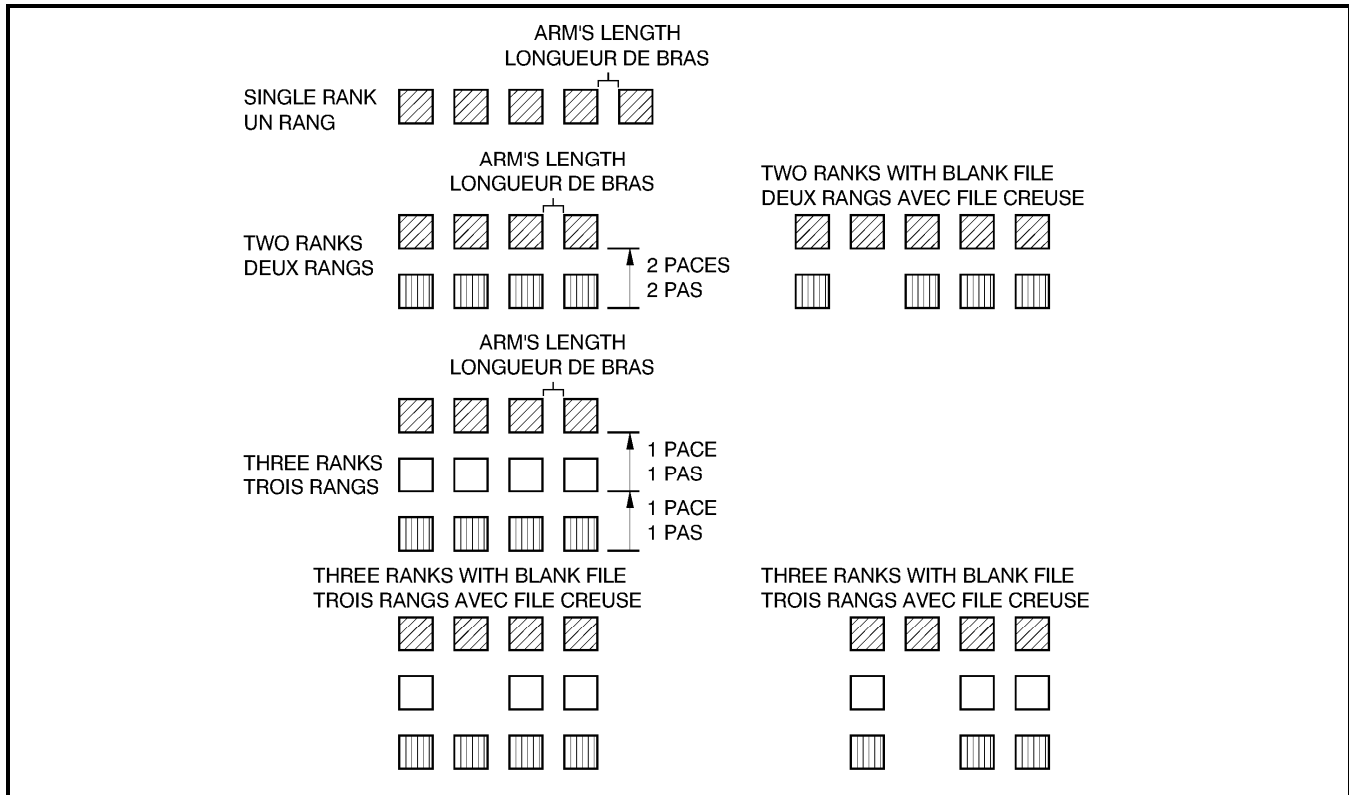 ARM'S LENGTH
LONGUEUR DE BRAS
SINGLE RANK
UN RANG
ARM'S LENGTH
LONGUEUR DE BRAS
TWO RANKS WITH BLANK FILE
DEUX RANGS AVEC FILE CREUSE
TWO RANKS
DEUX RANGS
2 PACES
2 PAS
ARM'S LENGTH
LONGUEUR DE BRAS
THREE RANKS
TROIS RANGS
1 PACE
1 PAS
1 PACE
1 PAS
THREE RANKS WITH BLANK FILE
TROIS RANGS AVEC FILE CREUSE
THREE RANKS WITH BLANK FILE
TROIS RANGS AVEC FILE CREUSE